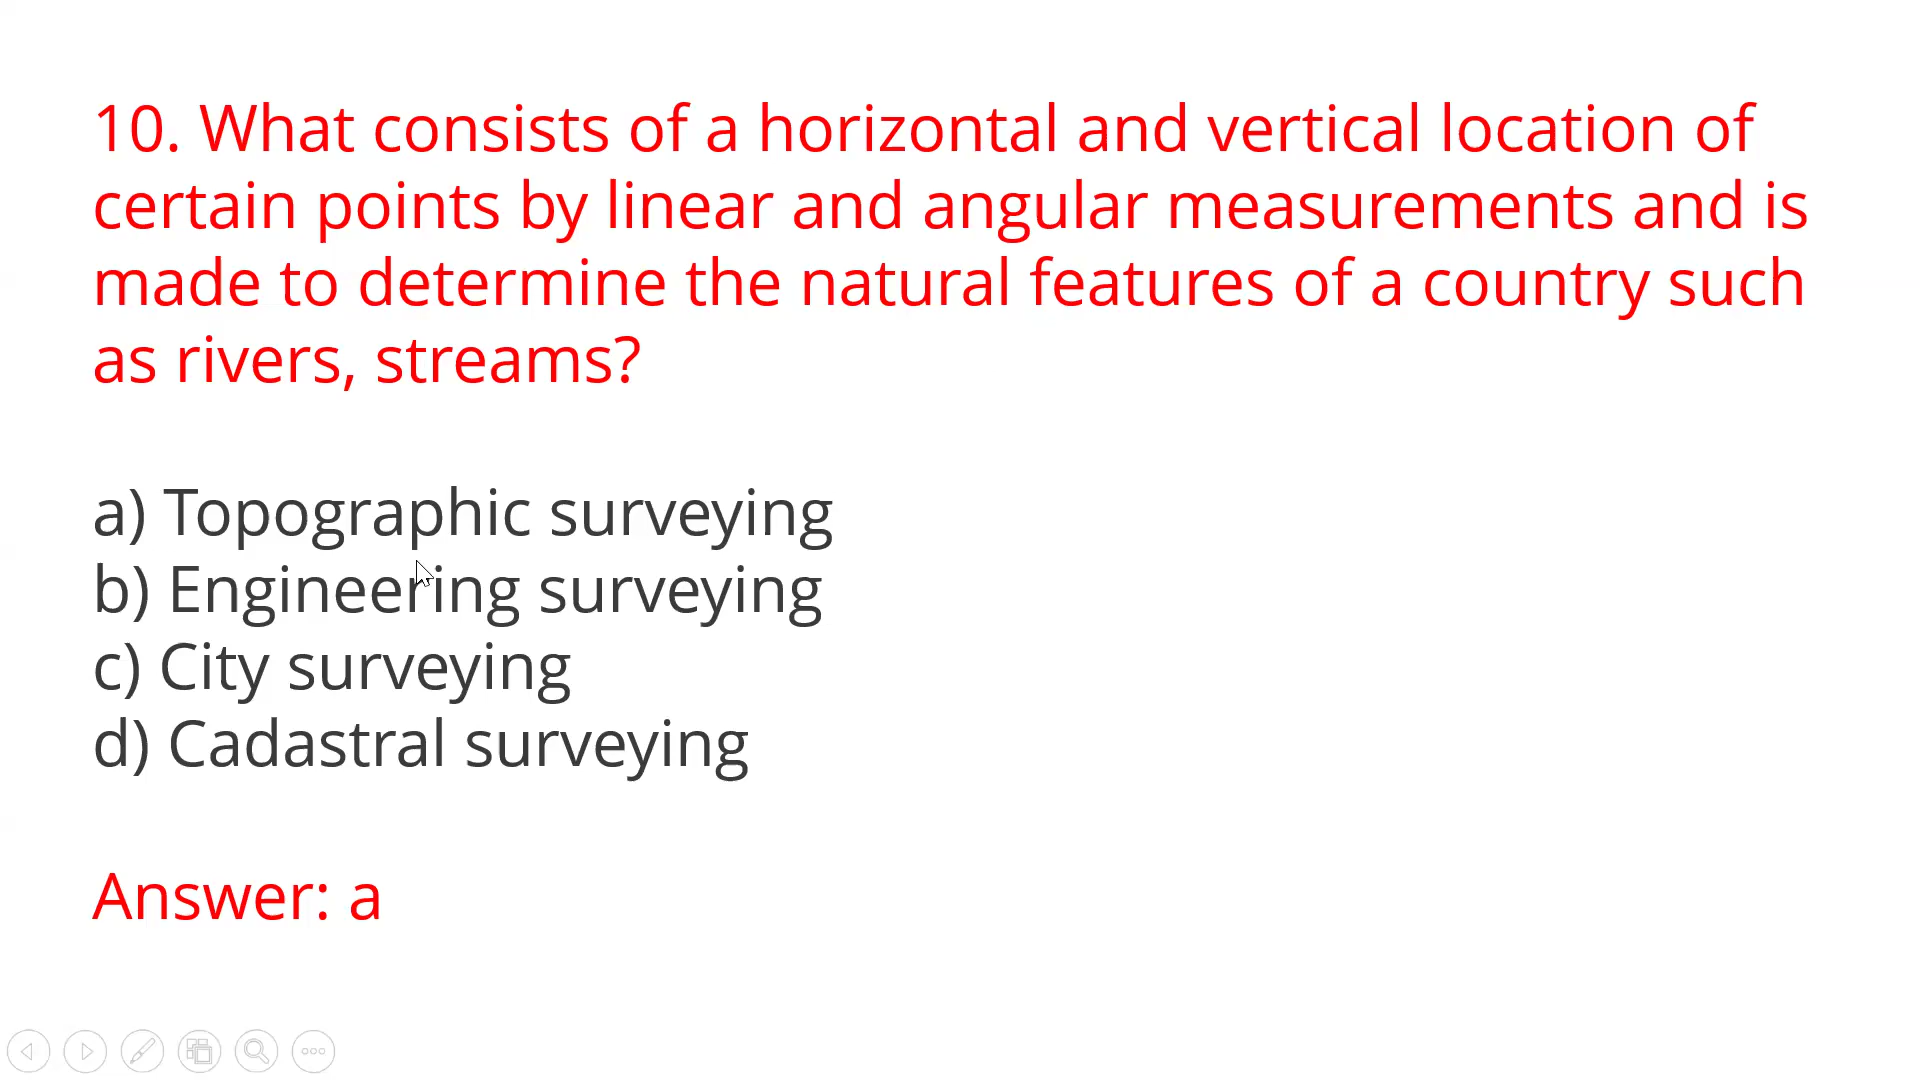 10. What consists of a horizontal and vertical location of
certain points by linear and angular measurements and is
made to determine the natural features of a country such
as rivers, streams?
a) Topographic surveying
b) Engineering surveying
c) City surveying
d) Cadastral surveying
Answer: a